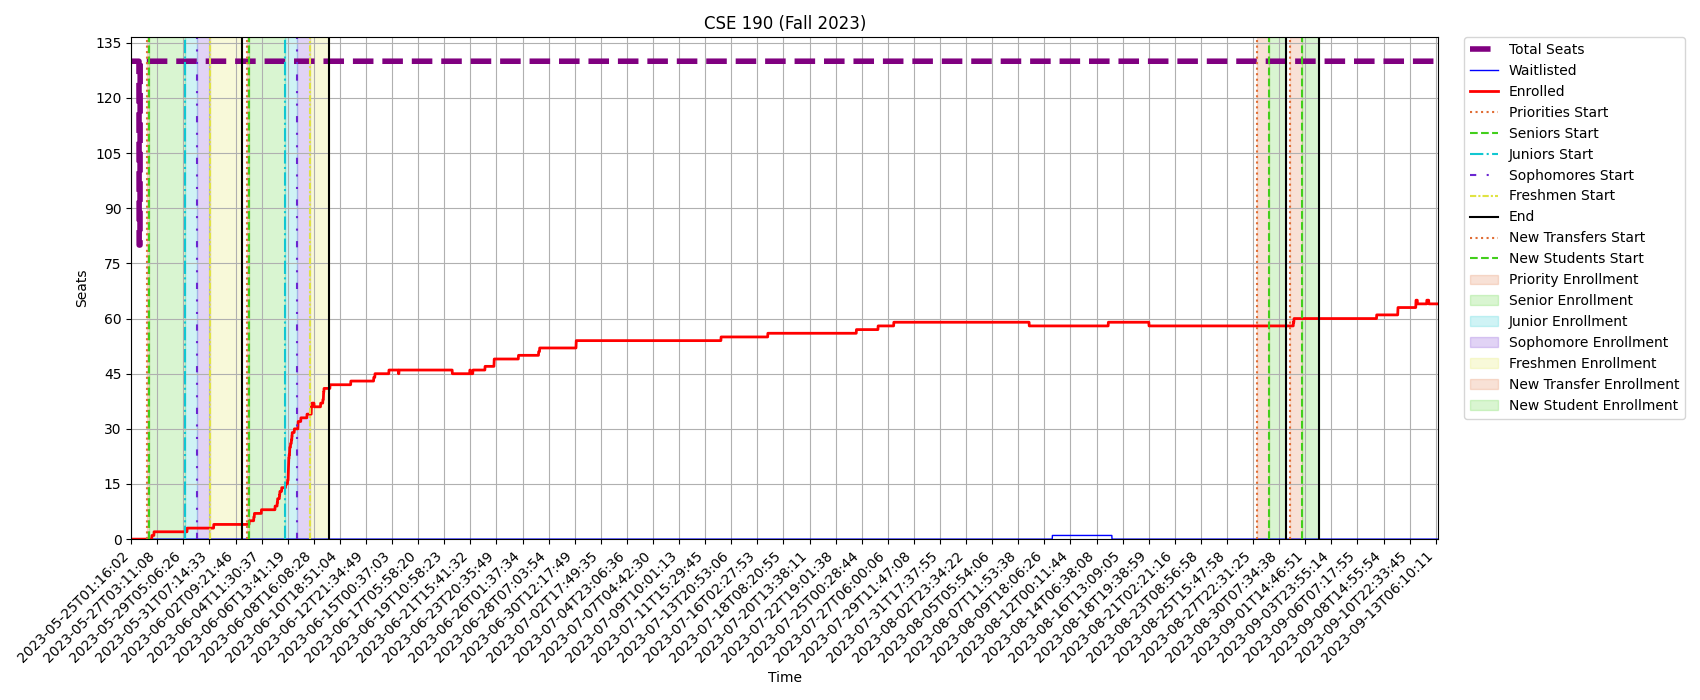 CSE 190 (Fall 2023)
Seats
135
120
105
90
75
60
45
30
15
0
2023-05-25T01:16:02
2023-05-27T03:11:08
2023-05-29T05:06:26
2023-05-31T07:14:33
2023-06-02T09:21:46
2023-06-04T11:30:37
2023-06-06T13:41:19
2023-06-08T16:08:28
2023-06-10T18:51:04
2023-06-12T21:34:49
2023-06-15T00:37:03
2023-06-17T05:58:20
2023-06-19T10:58:23
2023-06-21T15:41:32
2023-06-23T20:35:49
2023-06-26T01:37:34
2023-06-28T07:03:54
2023-06-30T12:17:49
2023-07-02T17:49:35
2023-07-04T23:06:36
2023-07-07T04:42:30
2023-07-09T10:01:13
2023-07-11T15:29:45
2023-07-13T20:53:06
2023-07-16T02:27:53
2023-07-18T08:20:55
2023-07-20T13:38:11
2023-07-22T19:01:38
2023-07-25T00:28:44
2023-07-27T06:00:06
2023-07-29T11:47:08
2023-07-31T17:37:55
2023-08-02T23:34:22
2023-08-05T05:54:06
2023-08-07T11:53:38
2023-08-09T18:06:26
2023-08-12T00:11:44
2023-08-14T06:38:08
2023-08-16T13:09:05
2023-08-18T19:38:59
2023-08-21T02:21:16
2023-08-23T08:56:58
2023-08-25T15:47:58
2023-08-27T22:31:25
2023-08-30T07:34:38
2023-09-01T14:46:51
2023-09-03T23:55:14
2023-09-06T07:17:55
2023-09-08T14:55:54
2023-09-10T22:33:45
2023-09-13T06:10:11
Time
Total Seats
Waitlisted
Enrolled
Priorities Start
Seniors Start
Juniors Start
Sophomores Start
Freshmen Start
End
New Transfers Start
New Students Start
Priority Enrollment
Senior Enrollment
Junior Enrollment
Sophomore Enrollment
Freshmen Enrollment
New Transfer Enrollment
New Student Enrollment